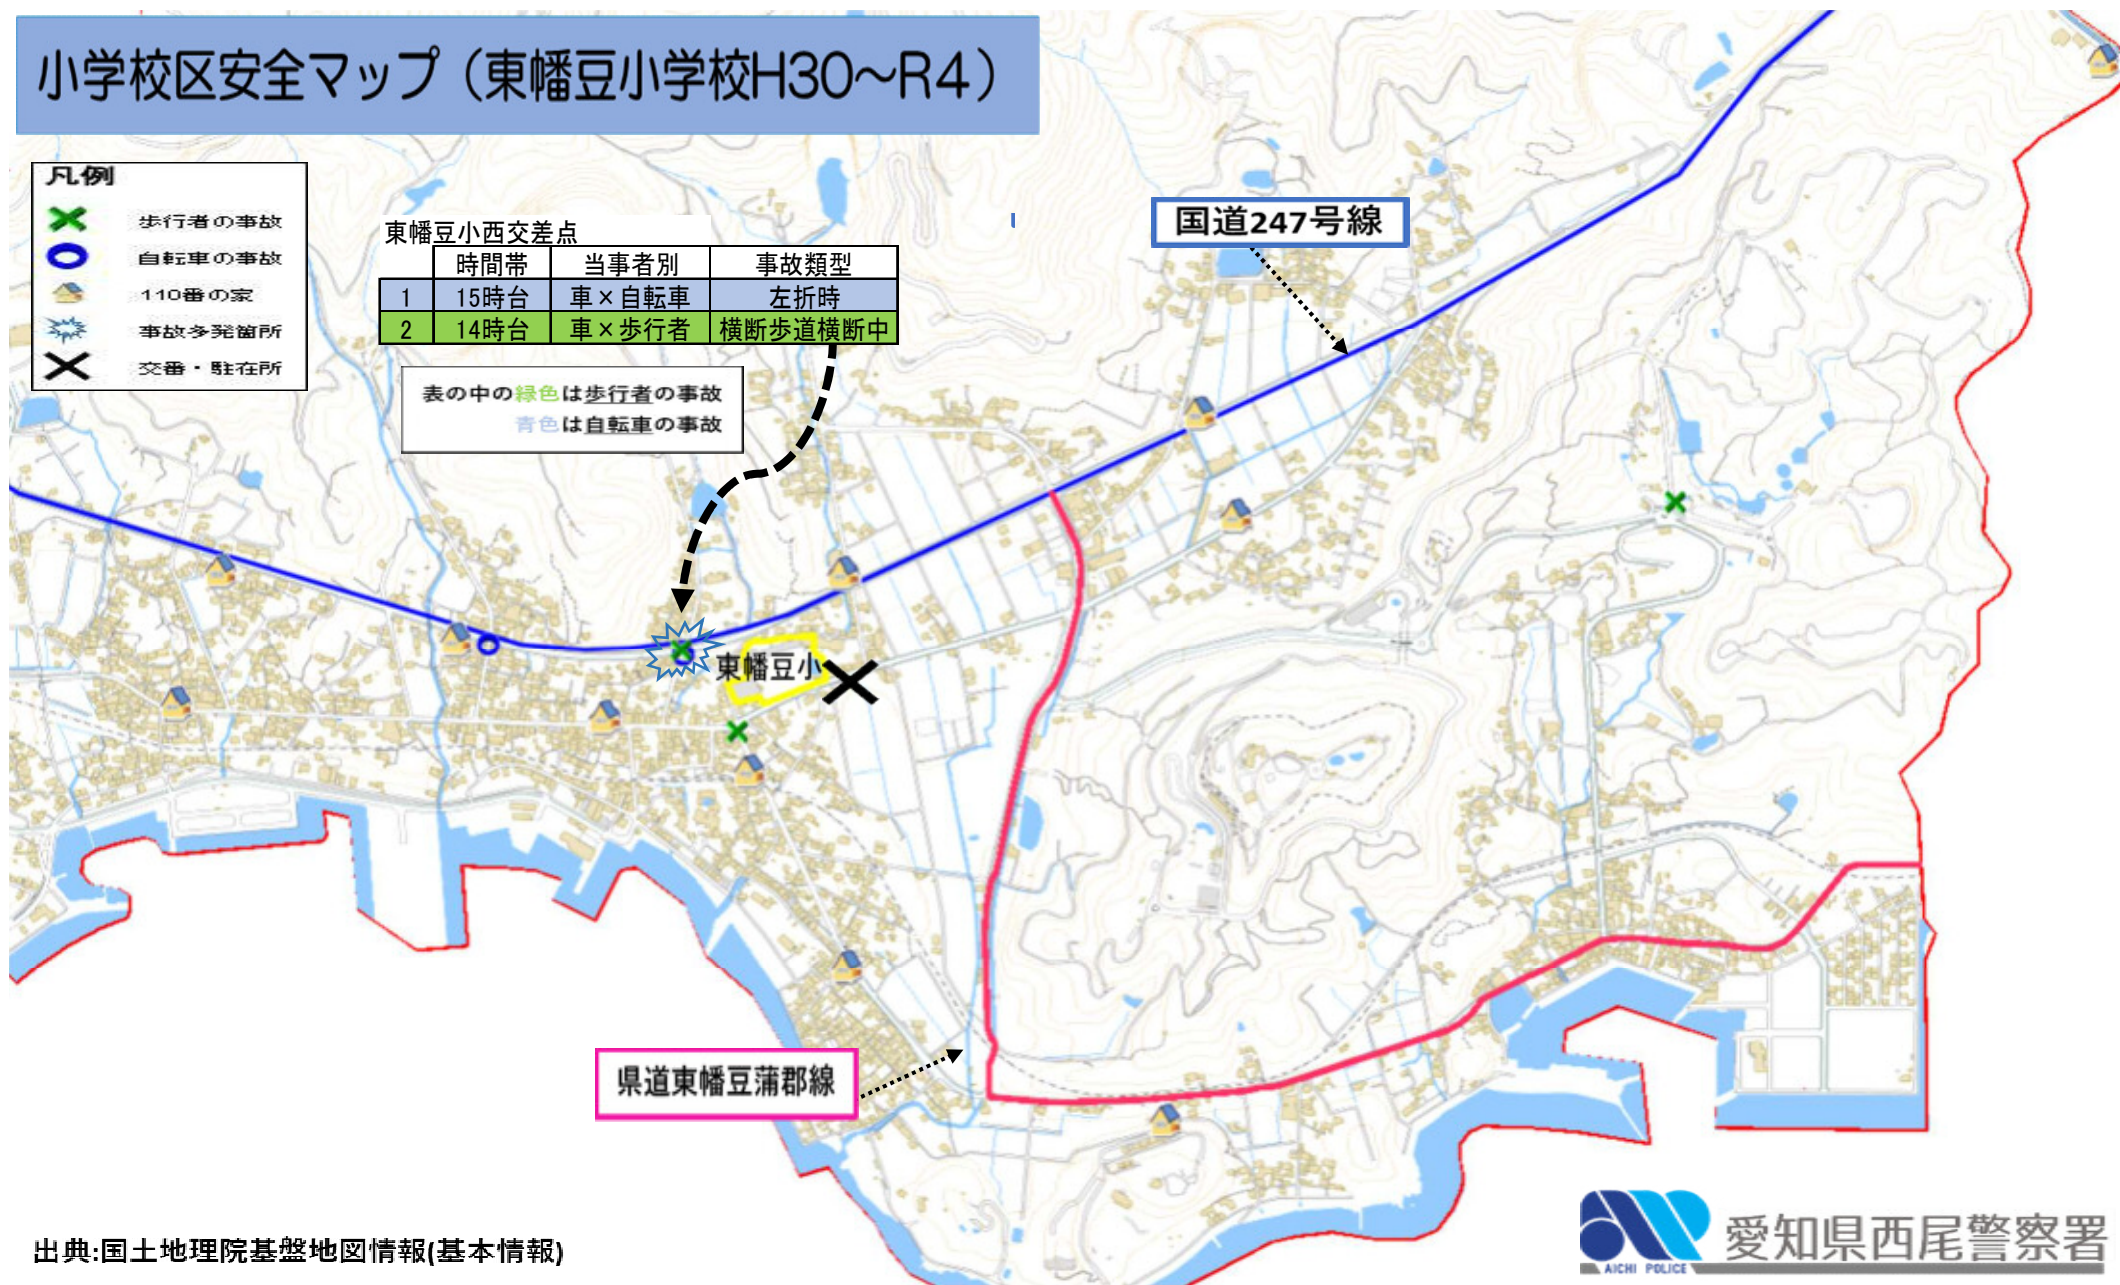 小学校区安全マップ（東幡豆小学校H30～R4）
凡例
歩行者の事故
自転車の事故
110番の家
事故多発箇所
交番・駐在所
東幡豆小西交差点
時間帯 当事者別 事故類型
1 15時台 車×自転車 左折時
2 14時台 車×歩行者 横断歩道横断中
表の中の緑色は歩行者の事故
青色は自転車の事故
国道247号線
東幡豆小
県道東幡豆蒲郡線
出典:国土地理院基盤地図情報(基本情報)
AICHI POLICE
愛知県西尾警察署